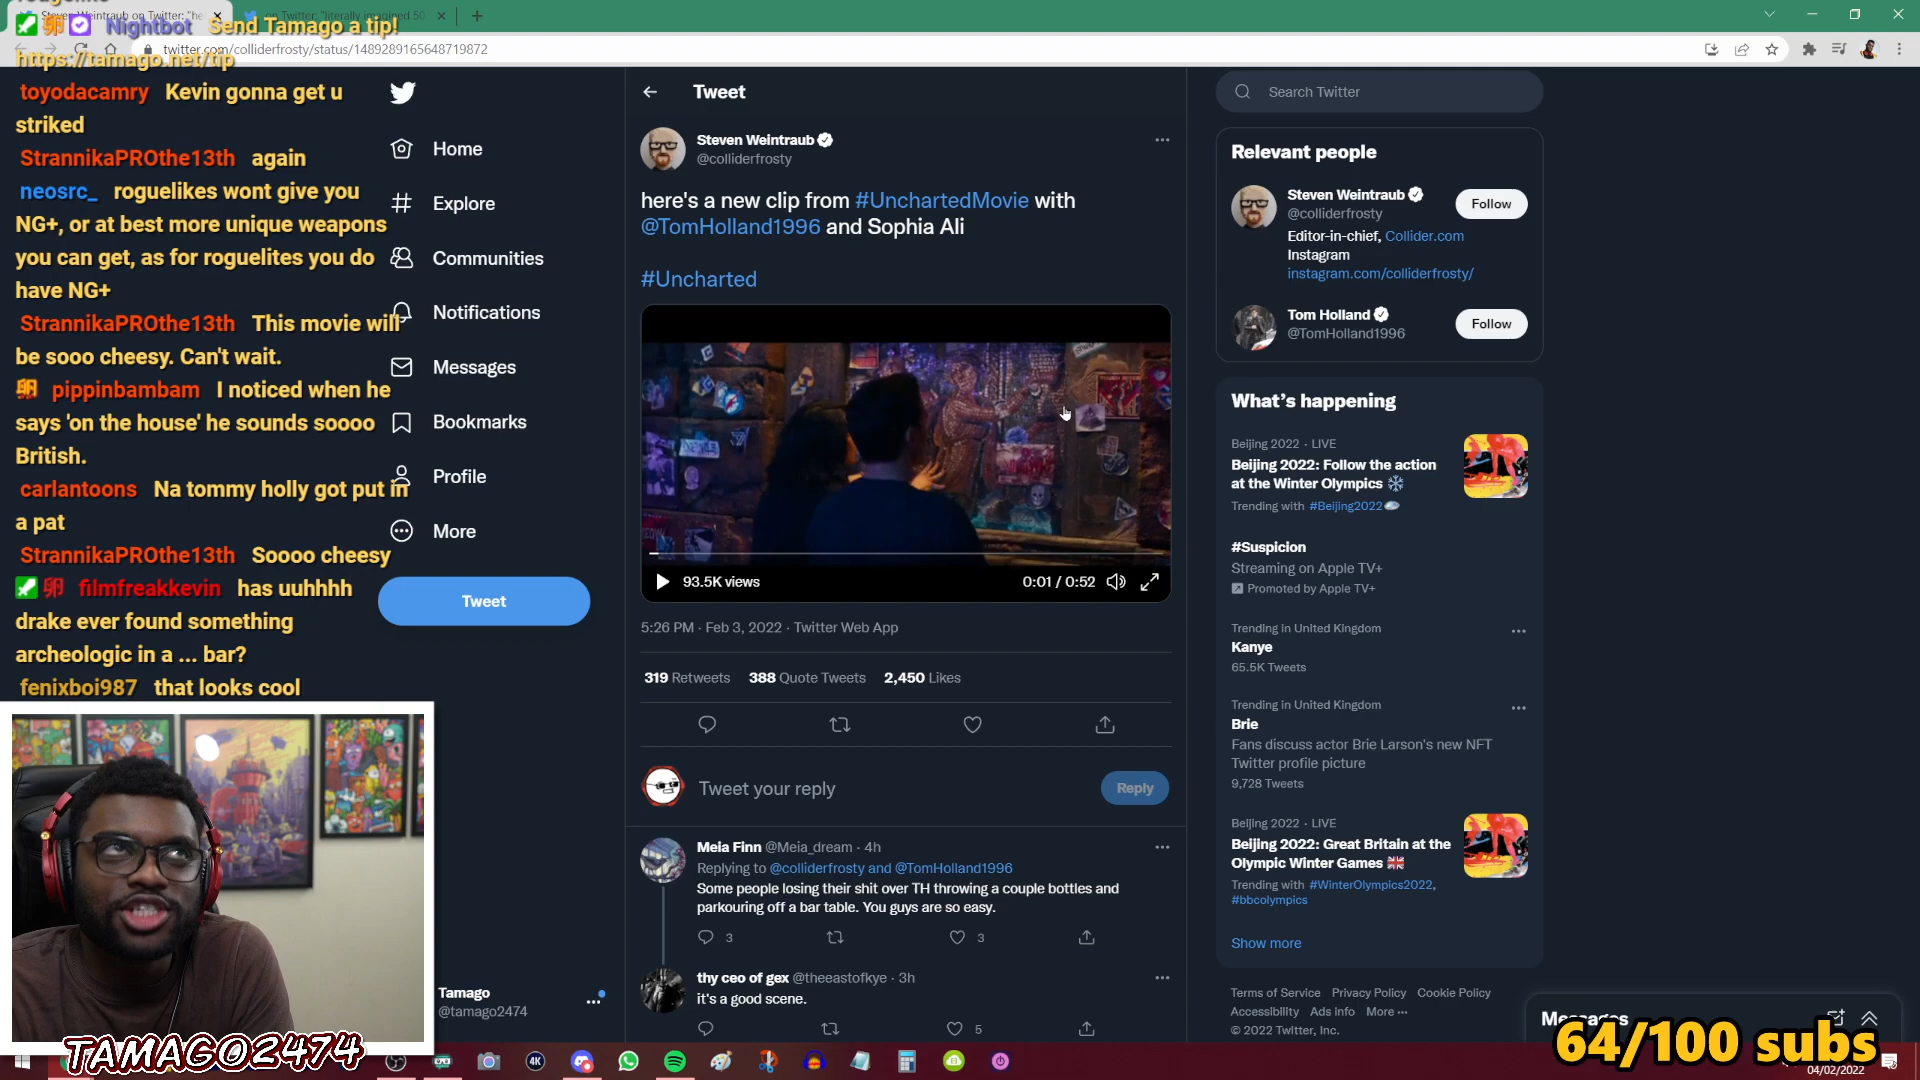 Weintraub on Twitter: "he
on Twitter: "literally imagined 50
twitter.com/colliderfrosty/status/1489289165648719872
Nightbot Send Tamago a tip!
https://tamago.net/tip
toyodacamry Kevin gonna get u
striked
StrannikaPROthe13th again
neosrc_ roguelikes wont give you
NG+, or at best more unique weapons
you can get, as for roguelites you do
have NG+
StrannikaPROthe13th This movie will
be sooo cheesy. Can't wait.
卵 pippinbambam I noticed when he
says 'on the house' he sounds soooo
British.
carlantoons Na tommy holly got put in
a pat
StrannikaPROthe13th Soooo cheesy
卵 filmfreakkevin has uuhhhh
drake ever found something
archeologic in a ... bar?
fenixboi987 that looks cool
TAMAGO2474
Home
Explore
Communities
Notifications
Messages
Bookmarks
Profile
More
Tweet
Tamago
@tamago2474
Tweet
Steven Weintraub
@colliderfrosty
here's a new clip from #UnchartedMovie with
@TomHolland1996 and Sophia Ali
#Uncharted
93.5K views
0:01 / 0:52
5:26 PM · Feb 3, 2022 · Twitter Web App
319 Retweets 388 Quote Tweets 2,450 Likes
Tweet your reply
Reply
Meia Finn @Meia_dream · 4h
Replying to @colliderfrosty and @TomHolland1996
Some people losing their shit over TH throwing a couple bottles and
parkouring off a bar table. You guys are so easy.
3
3
thy ceo of gex @theeastofkye · 3h
it's a good scene.
5
Search Twitter
Relevant people
Steven Weintraub
@colliderfrosty
Follow
Editor-in-chief, Collider.com
Instagram
instagram.com/colliderfrosty/
Tom Holland
@TomHolland1996
Follow
What's happening
Beijing 2022 · LIVE
Beijing 2022: Follow the action
at the Winter Olympics
Trending with #Beijing2022
#Suspicion
Streaming on Apple TV+
Promoted by Apple TV+
Trending in United Kingdom
Kanye
65.5K Tweets
Trending in United Kingdom
Brie
Fans discuss actor Brie Larson's new NFT
Twitter profile picture
9,728 Tweets
Beijing 2022 · LIVE
Beijing 2022: Great Britain at the
Olympic Winter Games
Trending with #WinterOlympics2022,
#bbcolympics
Show more
Terms of Service Privacy Policy Cookie Policy
Accessibility Ads Info More
© 2022 Twitter, Inc.
Messages
64/100 subs
04/02/2022